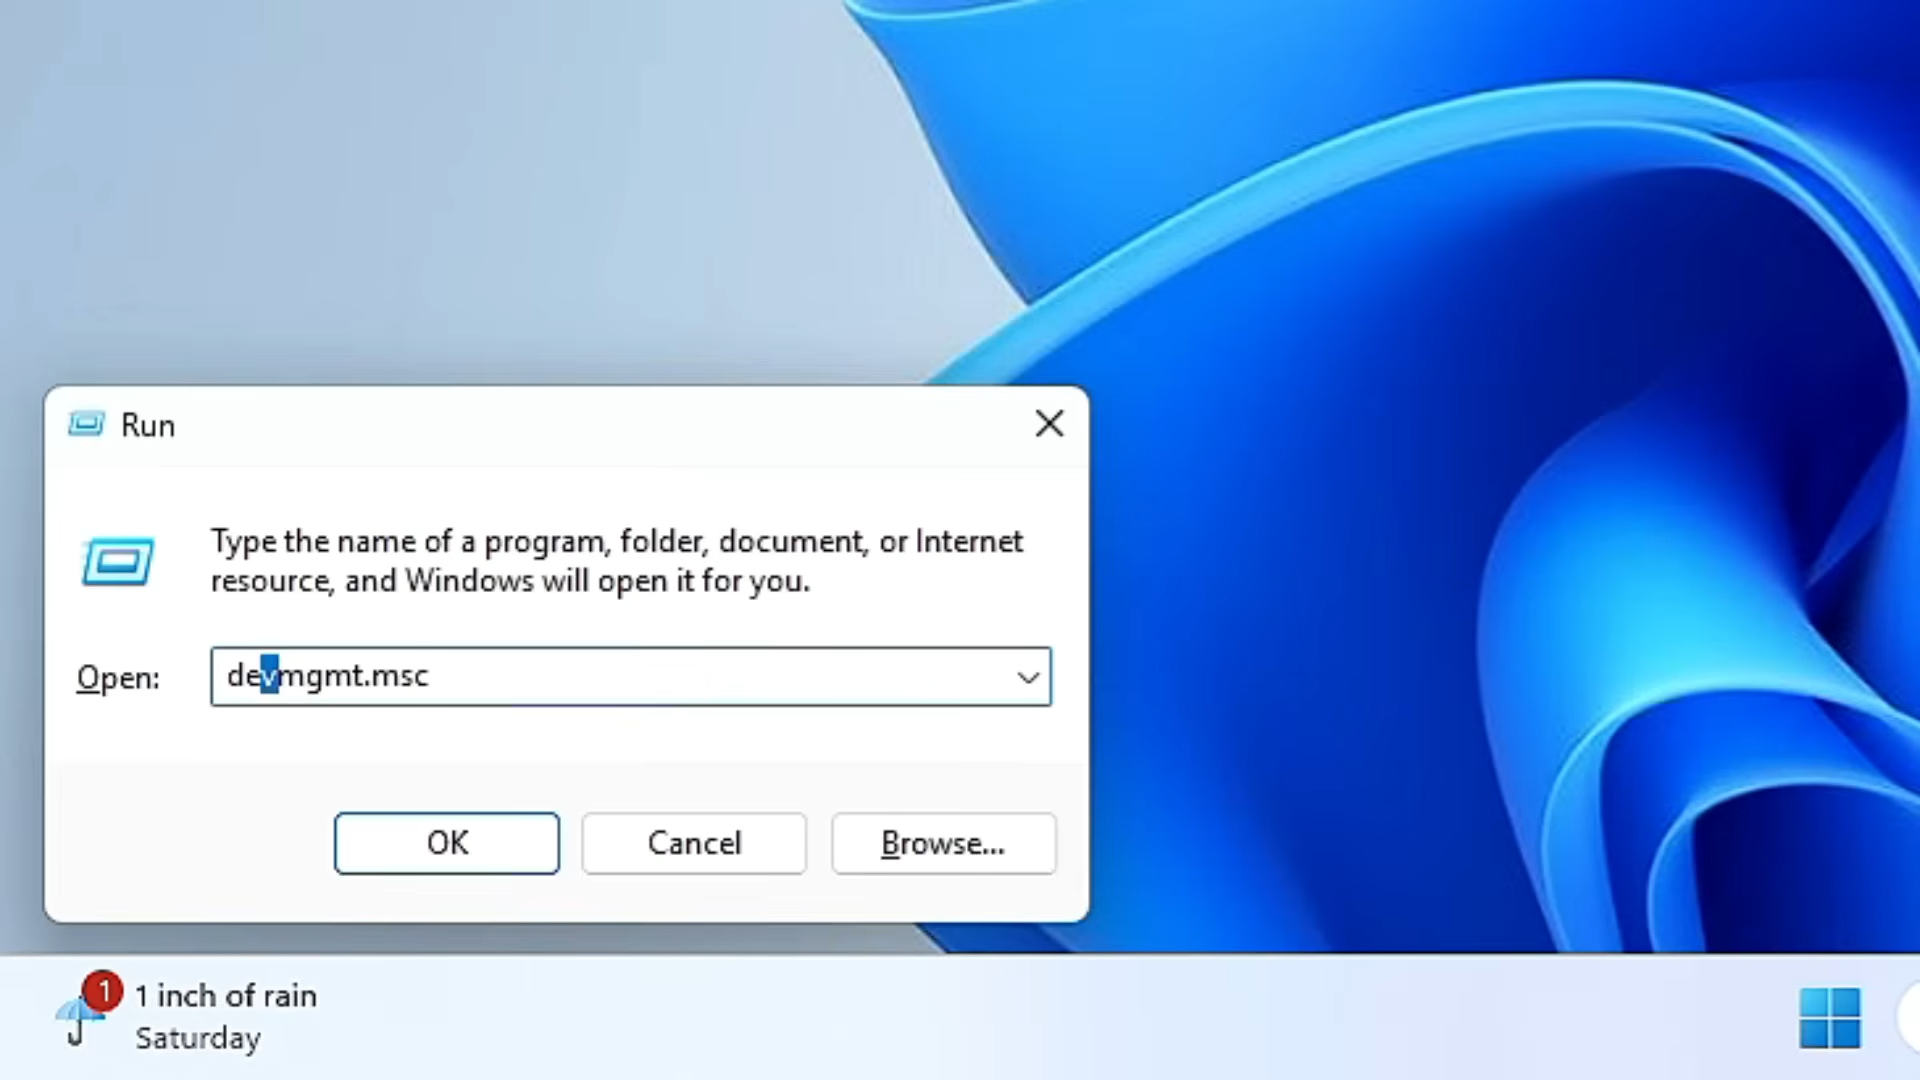 Run
Type the name of a program, folder, document, or Internet
resource, and Windows will open it for you.
Open: devmgmt.msc
OK Cancel Browse...
1 1 inch of rain
Saturday